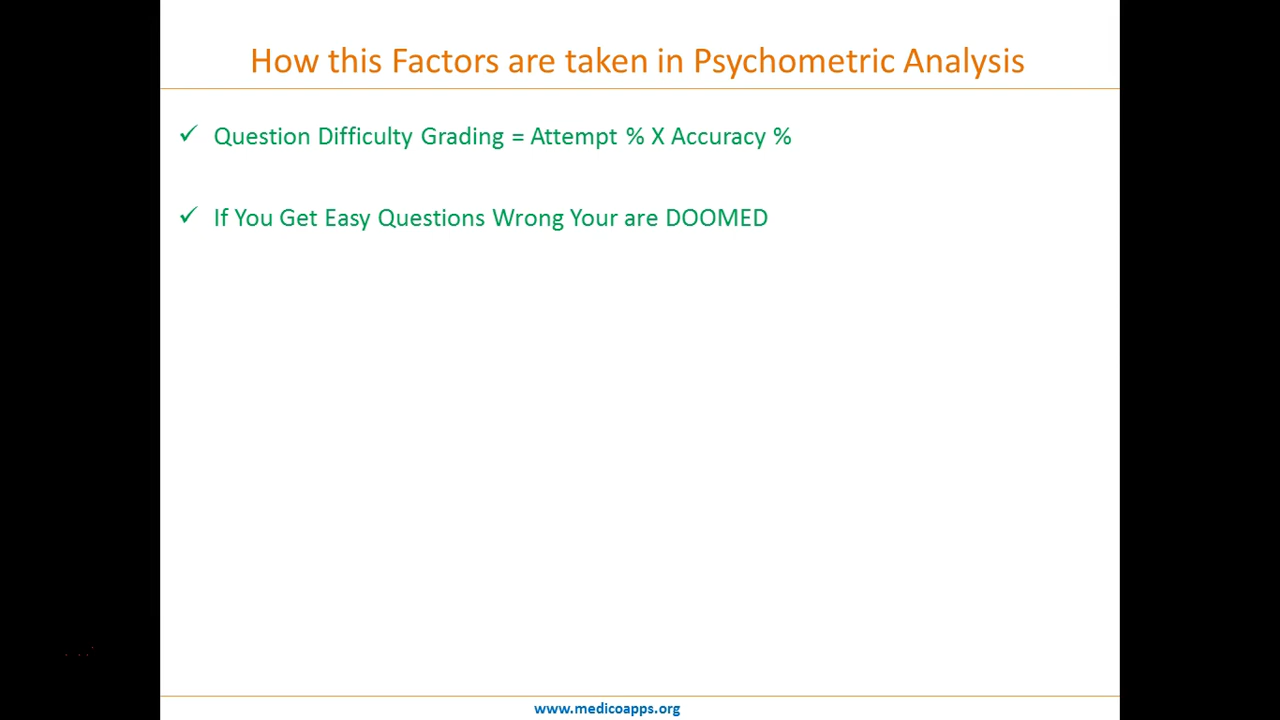 How this Factors are taken in Psychometric Analysis
✓ Question Difficulty Grading = Attempt % X Accuracy %
✓ If You Get Easy Questions Wrong Your are DOOMED
www.medicoapps.org